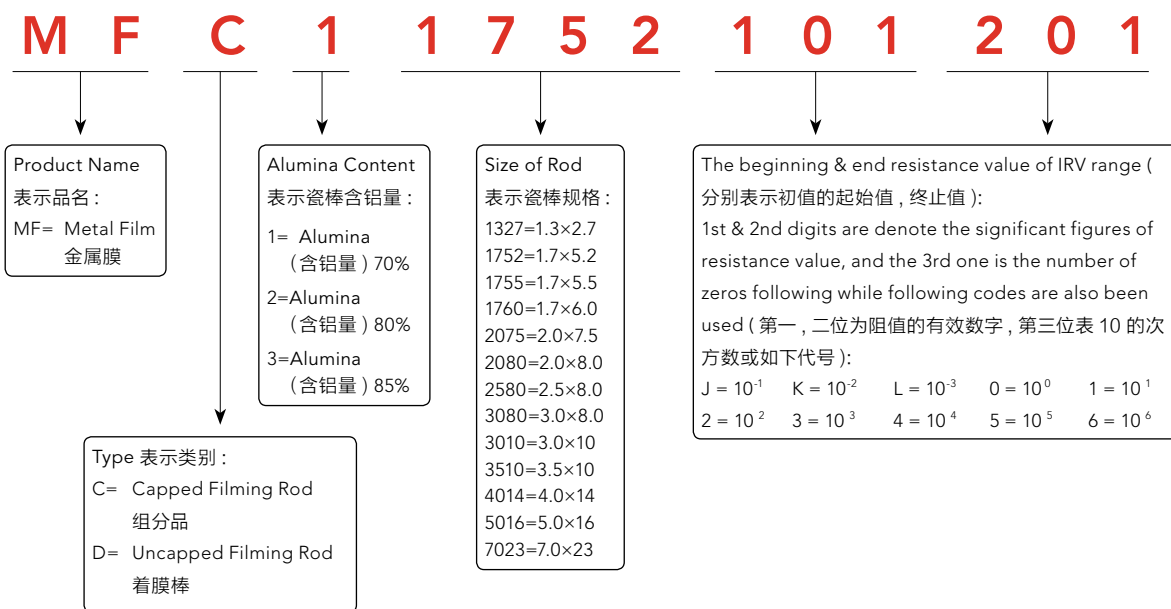 M F C 1 1 7 5 2 1 0 1 2 0 1
Product Name
表示品名 :
MF= Metal Film
金属膜
Type 表示类别 :
C= Capped Filming Rod
组分品
D= Uncapped Filming Rod
着膜棒
Alumina Content
表示瓷棒含铝量 :
1= Alumina
( 含铝量 ) 70%
2=Alumina
( 含铝量 ) 80%
3=Alumina
( 含铝量 ) 85%
Size of Rod
表示瓷棒规格 :
1327=1.3×2.7
1752=1.7×5.2
1755=1.7×5.5
1760=1.7×6.0
2075=2.0×7.5
2080=2.0×8.0
2580=2.5×8.0
3080=3.0×8.0
3010=3.0×10
3510=3.5×10
4014=4.0×14
5016=5.0×16
7023=7.0×23
The beginning & end resistance value of IRV range (
分别表示初值的起始值 , 终止值 ):
1st & 2nd digits are denote the significant figures of
resistance value, and the 3rd one is the number of
zeros following while following codes are also been
used ( 第一 , 二位为阻值的有效数字 , 第三位表 10 的次
方数或如下代号 ):
J = 10⁻¹ K = 10⁻² L = 10⁻³ 0 = 10⁰ 1 = 10¹
2 = 10² 3 = 10³ 4 = 10⁴ 5 = 10⁵ 6 = 10⁶